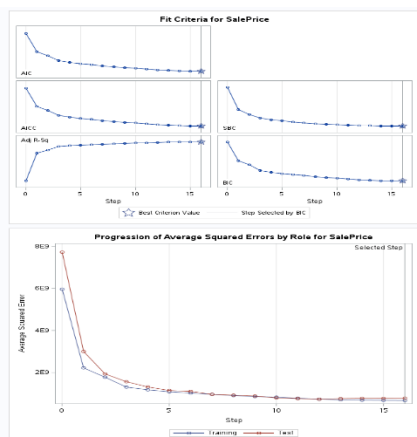 Fit Criteria for SalePrice
AIC
AICC
SBC
Adj R-Sq
BIC
0 5 10 15
0 5 10 15
Step
Step
Best Criterion Value
Step Selected by BIC
Progression of Average Squared Errors by Role for SalePrice
Selected Step
8E9
6E9
4E9
2E9
Average Squared Error
0 5 10 15
Step
Training Test